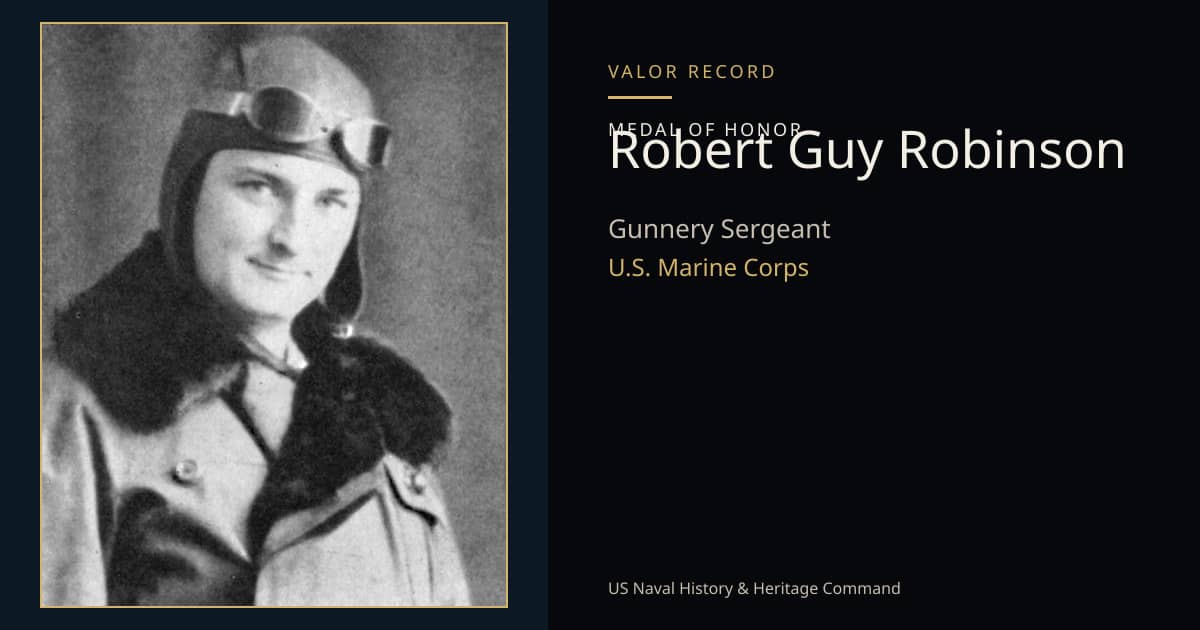 VALOR RECORD
MEDAL OF HONOR
Robert Guy Robinson
Gunnery Sergeant
U.S. Marine Corps
US Naval History & Heritage Command